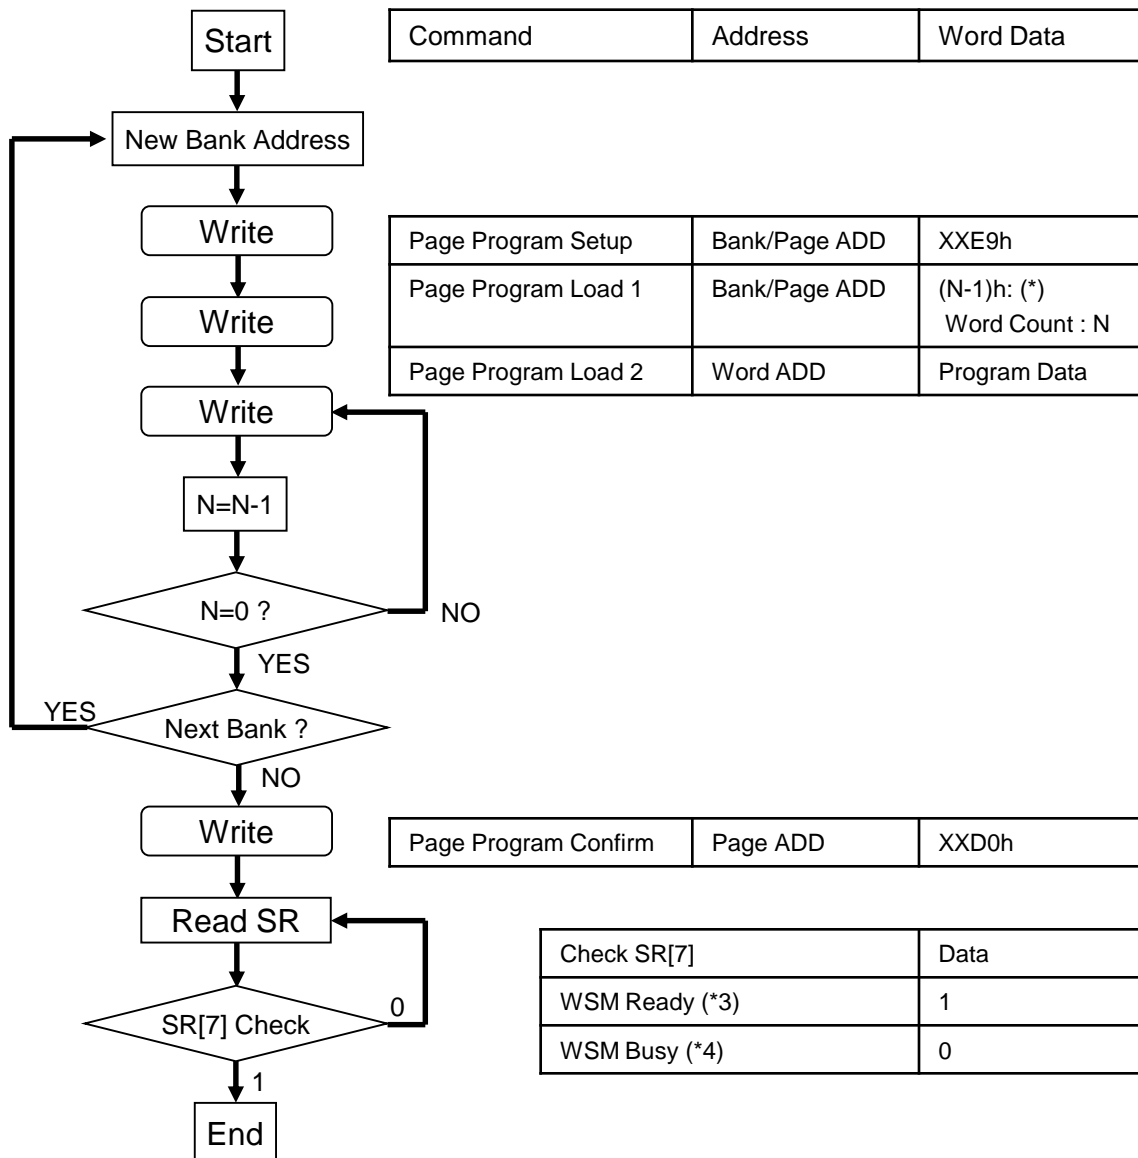 Start
Command Address Word Data
New Bank Address
Write
Page Program Setup Bank/Page ADD XXE9h
Write
Page Program Load 1 Bank/Page ADD (N-1)h: (*)
Word Count : N
Write
Page Program Load 2 Word ADD Program Data
N=N-1
N=0 ?
NO
YES
YES
Next Bank ?
NO
Write
Page Program Confirm Page ADD XXD0h
Read SR
Check SR[7] Data
WSM Ready (*3) 1
0
SR[7] Check
WSM Busy (*4) 0
1
End